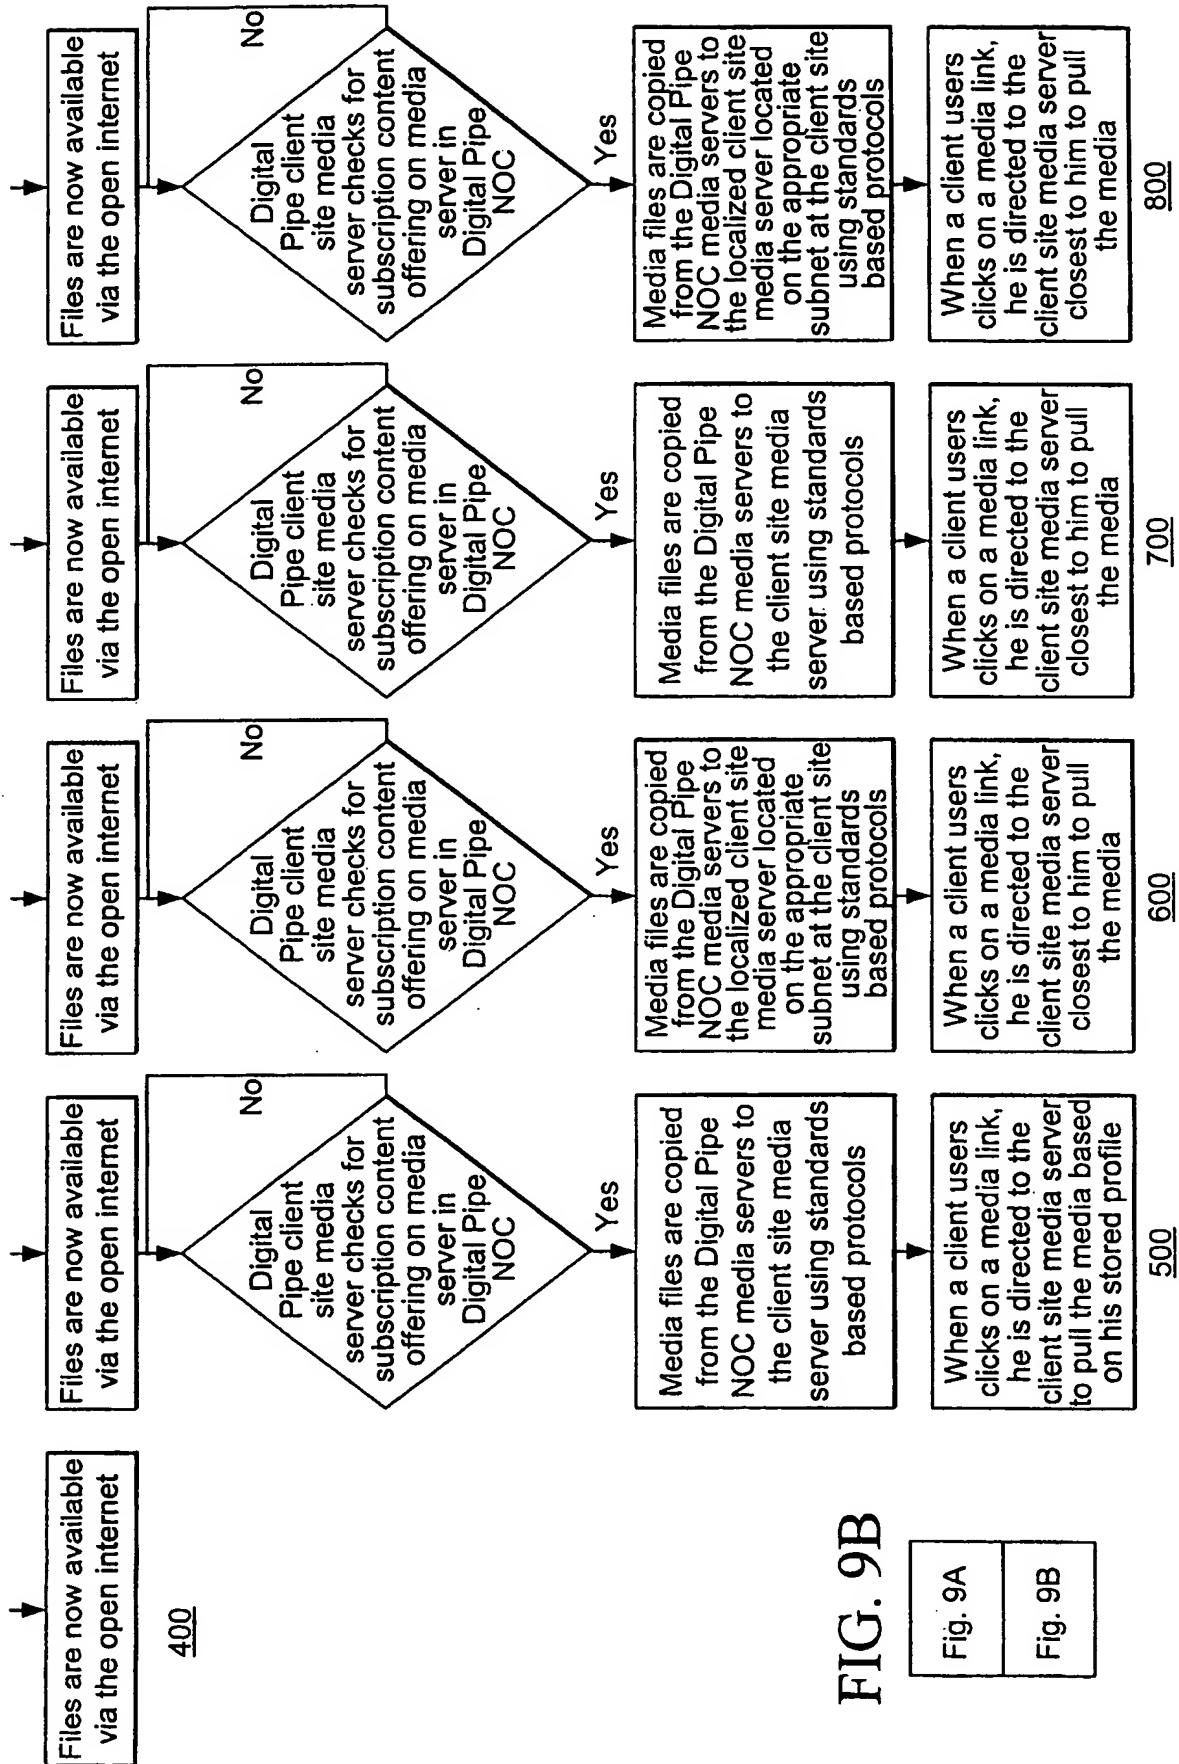 Files are now available
via the open internet
400
Files are now available
via the open internet
No
Digital
Pipe client
site media
server checks for
subscription content
offering on media
server in
Digital Pipe
NOC
Yes
Media files are copied
from the Digital Pipe
NOC media servers to
the client site media
server using standards
based protocols
When a client users
clicks on a media link,
he is directed to the
client site media server
to pull the media based
on his stored profile
500
Files are now available
via the open internet
No
Digital
Pipe client
site media
server checks for
subscription content
offering on media
server in
Digital Pipe
NOC
Yes
Media files are copied
from the Digital Pipe
NOC media servers to
the localized client site
media server located
on the appropriate
subnet at the client site
using standards
based protocols
When a client users
clicks on a media link,
he is directed to the
client site media server
closest to him to pull
the media
600
Files are now available
via the open internet
No
Digital
Pipe client
site media
server checks for
subscription content
offering on media
server in
Digital Pipe
NOC
Yes
Media files are copied
from the Digital Pipe
NOC media servers to
the client site media
server using standards
based protocols
When a client users
clicks on a media link,
he is directed to the
client site media server
closest to him to pull
the media
700
Files are now available
via the open internet
No
Digital
Pipe client
site media
server checks for
subscription content
offering on media
server in
Digital Pipe
NOC
Yes
Media files are copied
from the Digital Pipe
NOC media servers to
the localized client site
media server located
on the appropriate
subnet at the client site
using standards
based protocols
When a client users
clicks on a media link,
he is directed to the
client site media server
closest to him to pull
the media
800
FIG. 9B
Fig. 9A
Fig. 9B